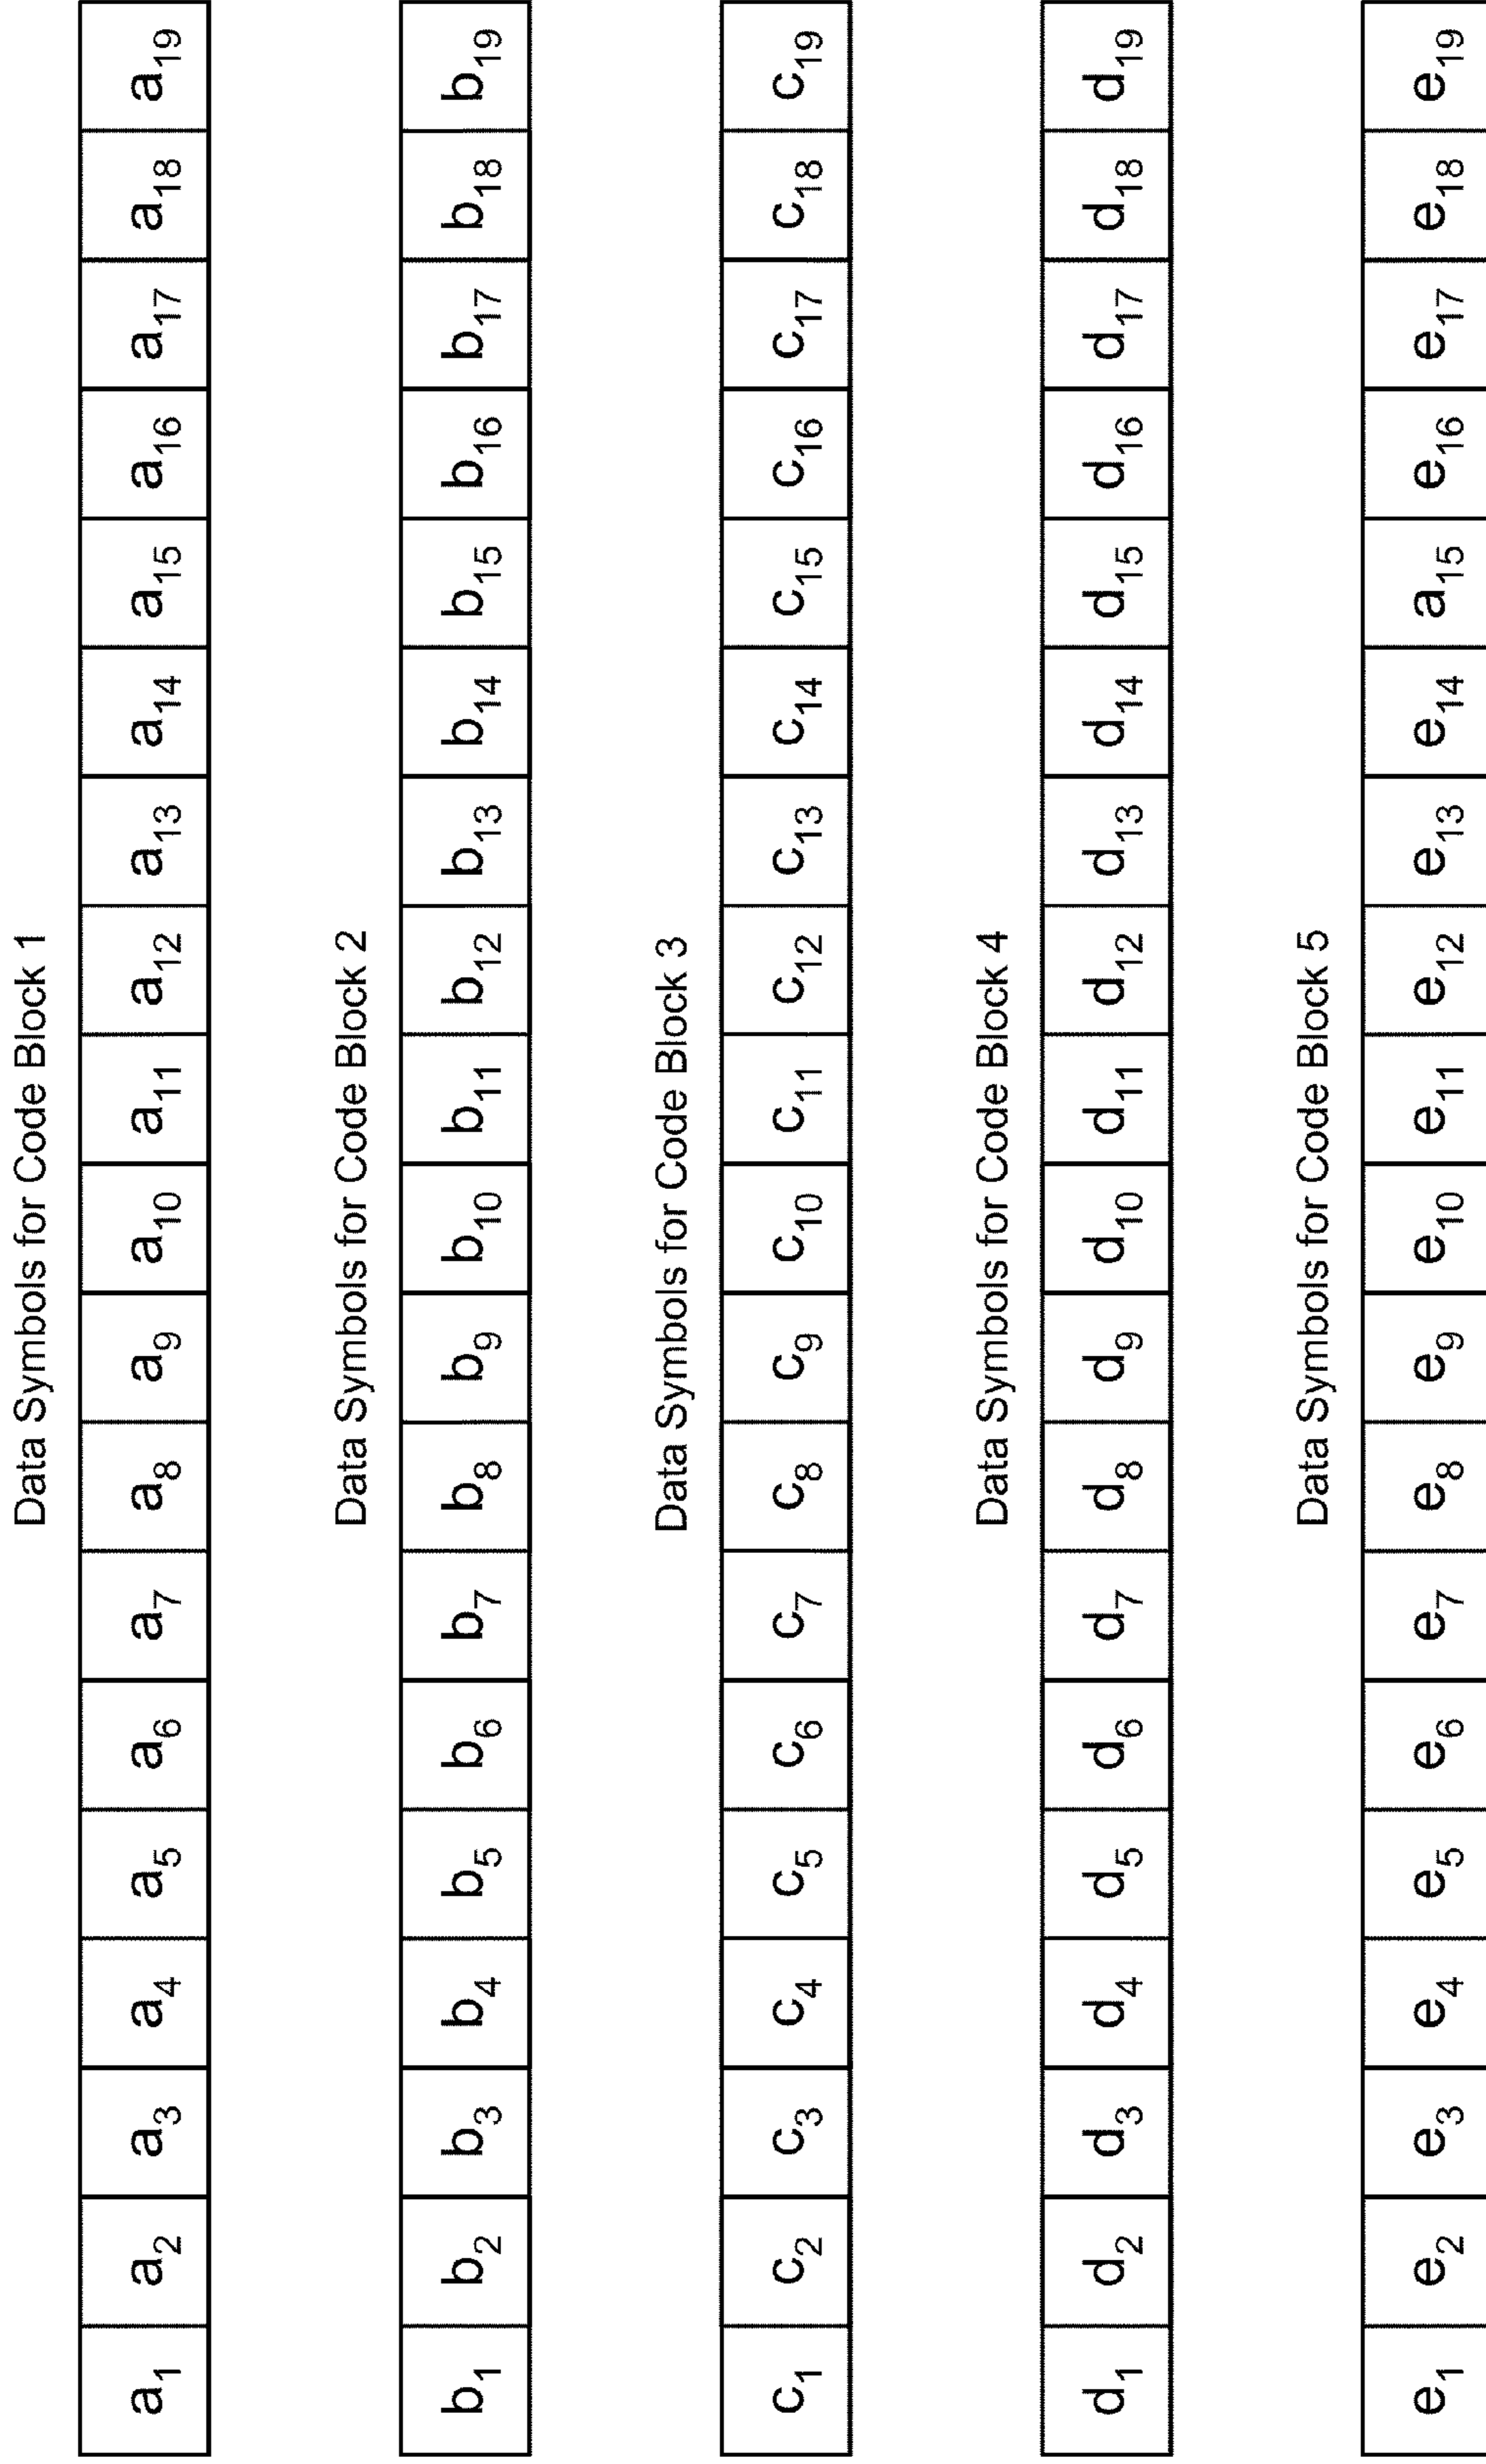 Data Symbols for Code Block 1
a₁ a₂ a₃ a₄ a₅ a₆ a₇ a₈ a₉ a₁₀ a₁₁ a₁₂ a₁₃ a₁₄ a₁₅ a₁₆ a₁₇ a₁₈ a₁₉
Data Symbols for Code Block 2
b₁ b₂ b₃ b₄ b₅ b₆ b₇ b₈ b₉ b₁₀ b₁₁ b₁₂ b₁₃ b₁₄ b₁₅ b₁₆ b₁₇ b₁₈ b₁₉
Data Symbols for Code Block 3
c₁ c₂ c₃ c₄ c₅ c₆ c₇ c₈ c₉ c₁₀ c₁₁ c₁₂ c₁₃ c₁₄ c₁₅ c₁₆ c₁₇ c₁₈ c₁₉
Data Symbols for Code Block 4
d₁ d₂ d₃ d₄ d₅ d₆ d₇ d₈ d₉ d₁₀ d₁₁ d₁₂ d₁₃ d₁₄ d₁₅ d₁₆ d₁₇ d₁₈ d₁₉
Data Symbols for Code Block 5
e₁ e₂ e₃ e₄ e₅ e₆ e₇ e₈ e₉ e₁₀ e₁₁ e₁₂ e₁₃ e₁₄ a₁₅ e₁₆ e₁₇ e₁₈ e₁₉